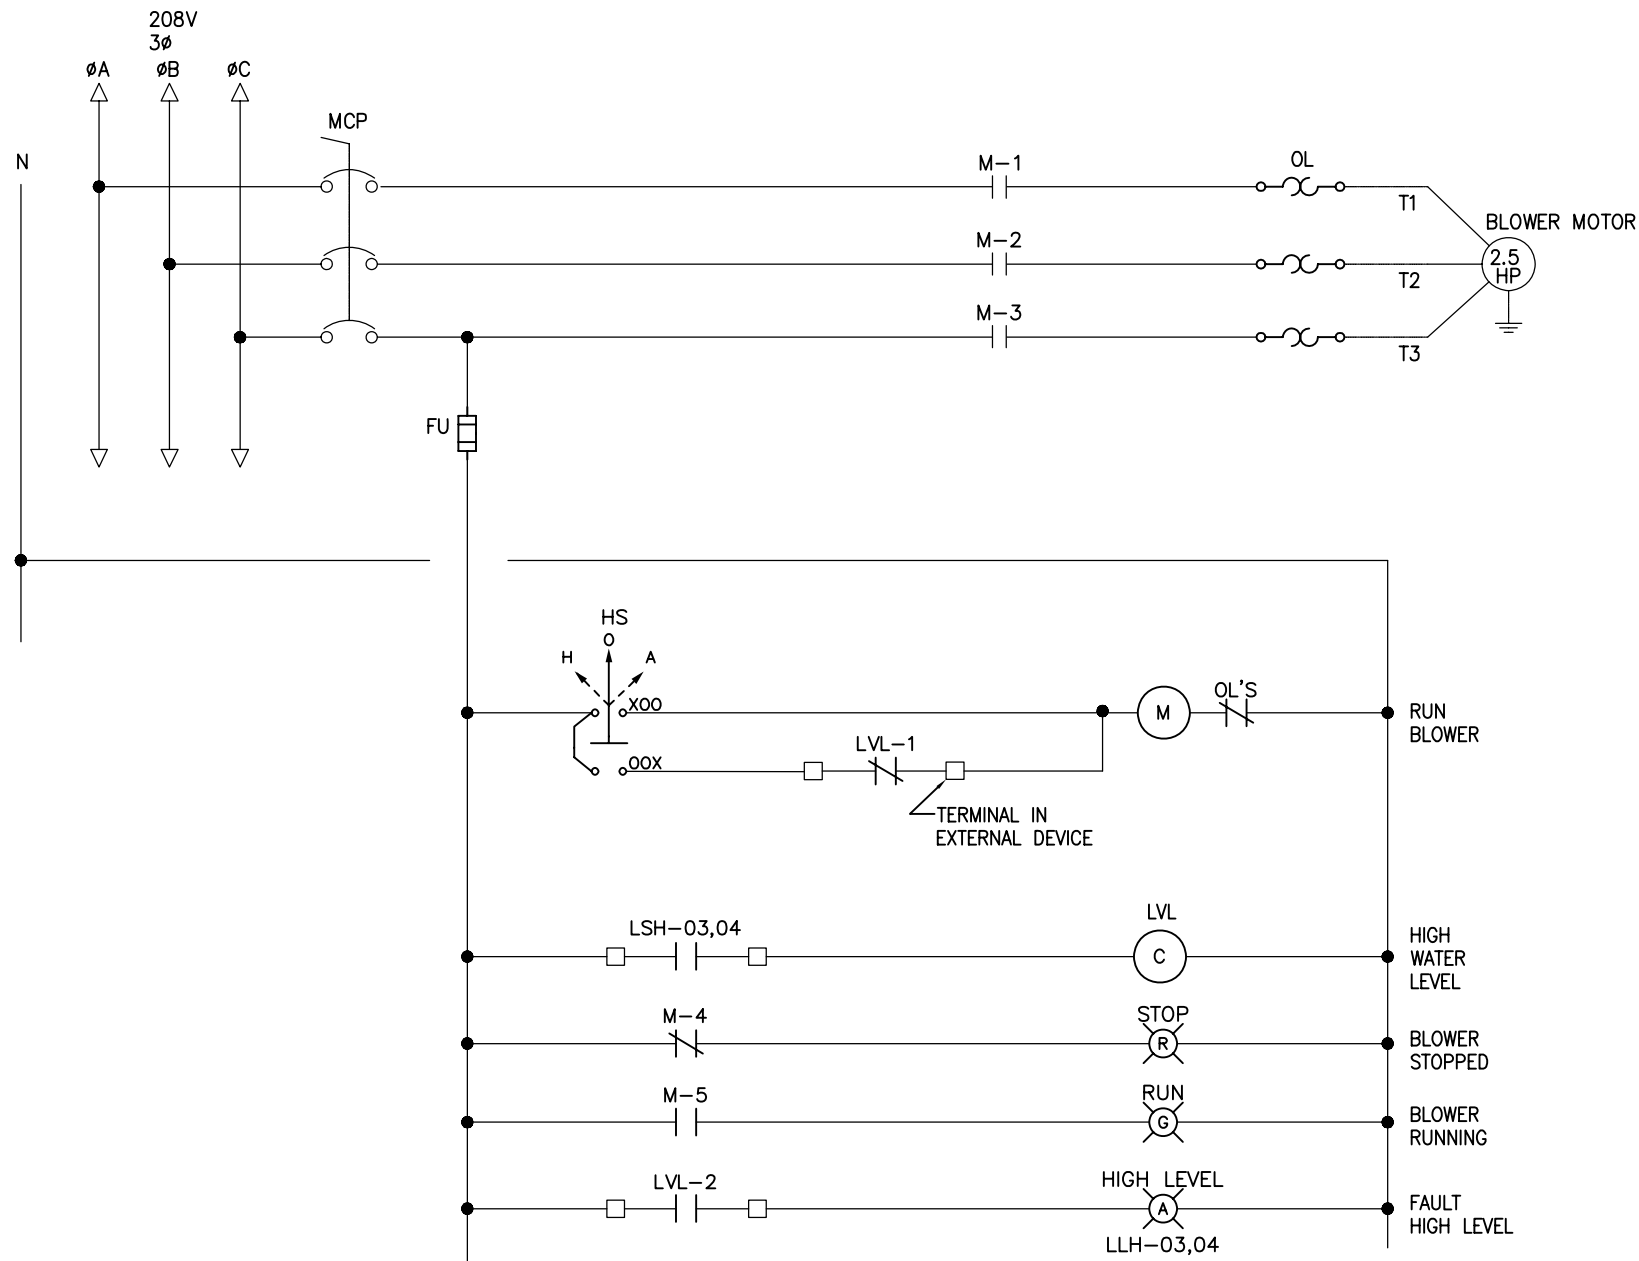 208V
3ø
øA øB øC
MCP
N
M-1
OL
T1
BLOWER MOTOR
M-2
2.5
HP
T2
M-3
T3
FU
HS
O
H A
XOO
M
OL'S
RUN
BLOWER
LVL-1
OOX
TERMINAL IN
EXTERNAL DEVICE
LSH-03,04
LVL
C
HIGH
WATER
LEVEL
M-4
STOP
R
BLOWER
STOPPED
M-5
RUN
G
BLOWER
RUNNING
LVL-2
HIGH LEVEL
A
LLH-03,04
FAULT
HIGH LEVEL